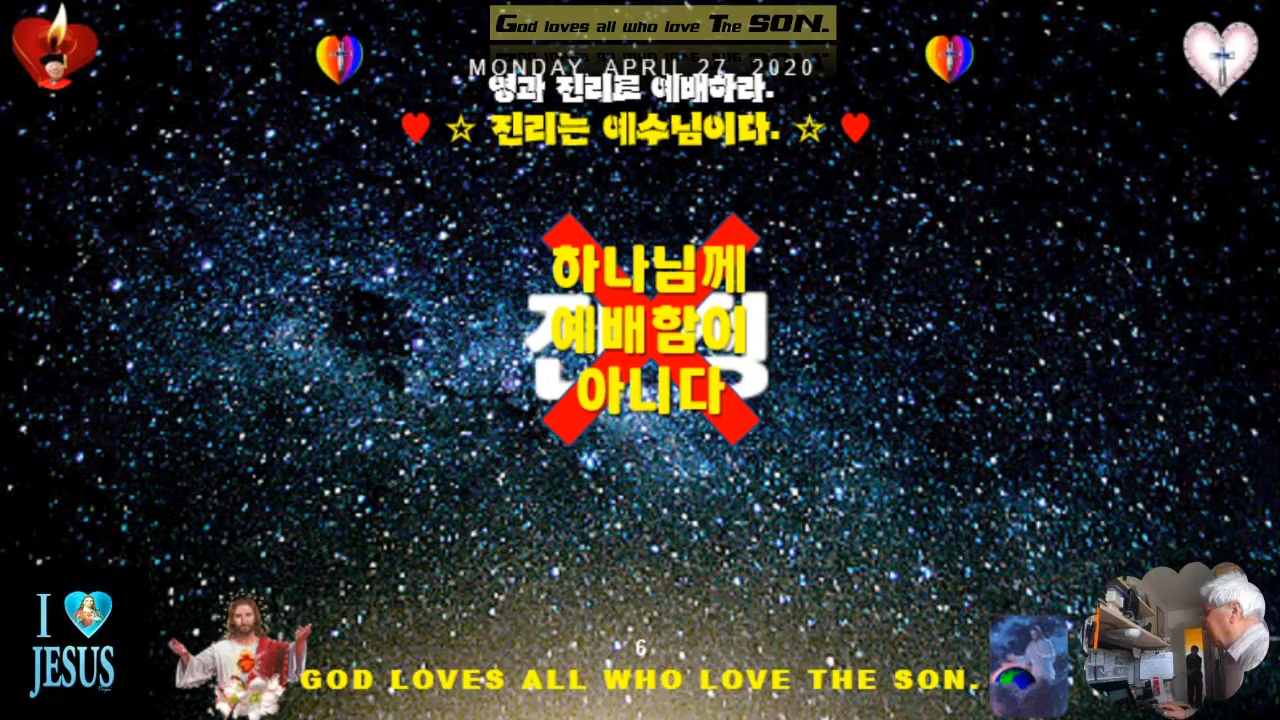 God loves all who love The SON.
MONDAY, APRIL 27, 2020
영과 진리로 예배하라.
♥ ☆ 진리는 예수님이다. ☆ ♥
하나님께
예배함이
아니다
I
JESUS
6
GOD LOVES ALL WHO LOVE THE SON.